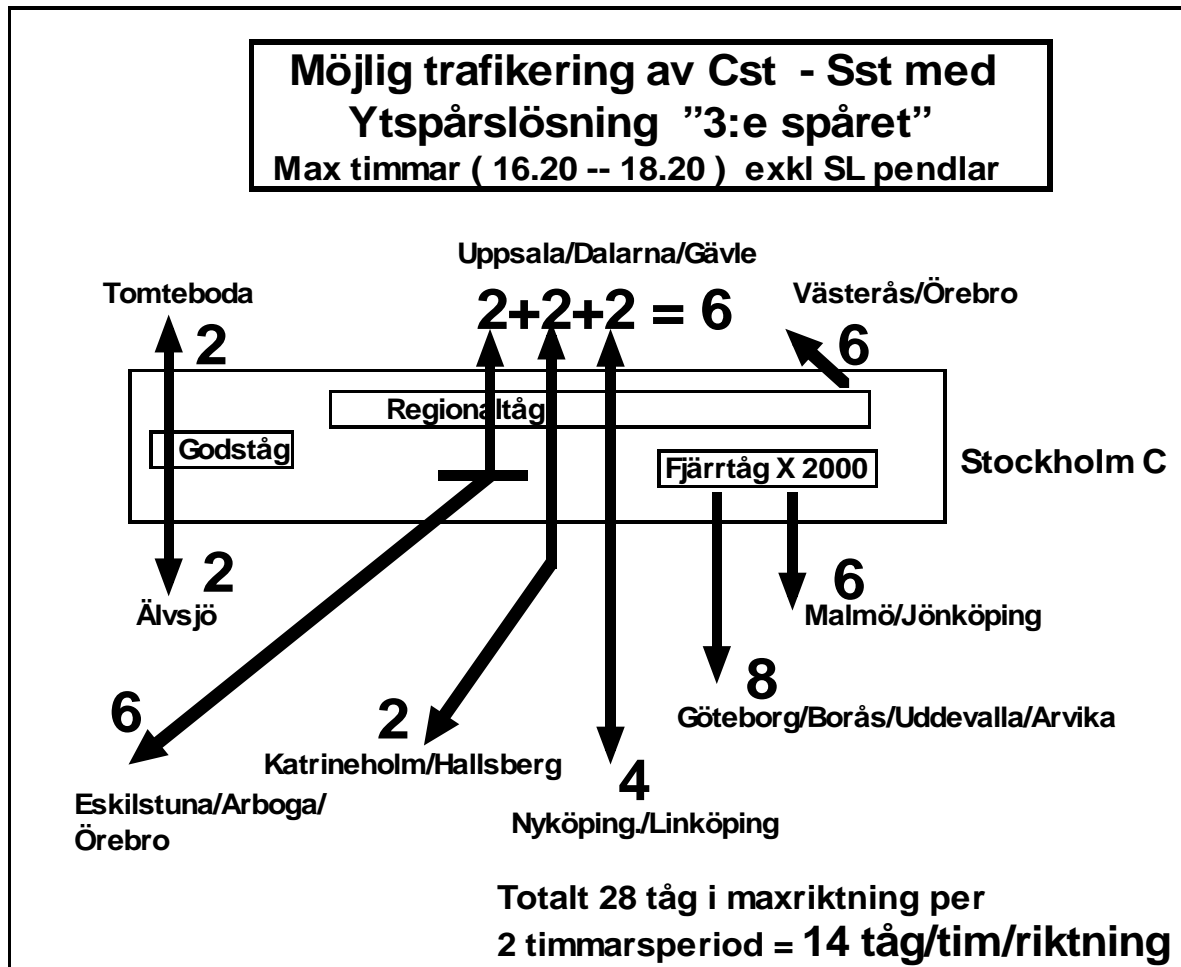 Möjlig trafikering av Cst - Sst med
Ytspårslösning ”3:e spåret”
Max timmar ( 16.20 -- 18.20 ) exkl SL pendlar
Uppsala/Dalarna/Gävle
Tomteboda
2+2+2 = 6
Västerås/Örebro
2
6
Regionaltåg
Godståg
Fjärrtåg X 2000
Stockholm C
2
Älvsjö
6
Malmö/Jönköping
6
2
8
Göteborg/Borås/Uddevalla/Arvika
Katrineholm/Hallsberg
4
Eskilstuna/Arboga/
Örebro
Nyköping./Linköping
Totalt 28 tåg i maxriktning per
2 timmarsperiod = 14 tåg/tim/riktning